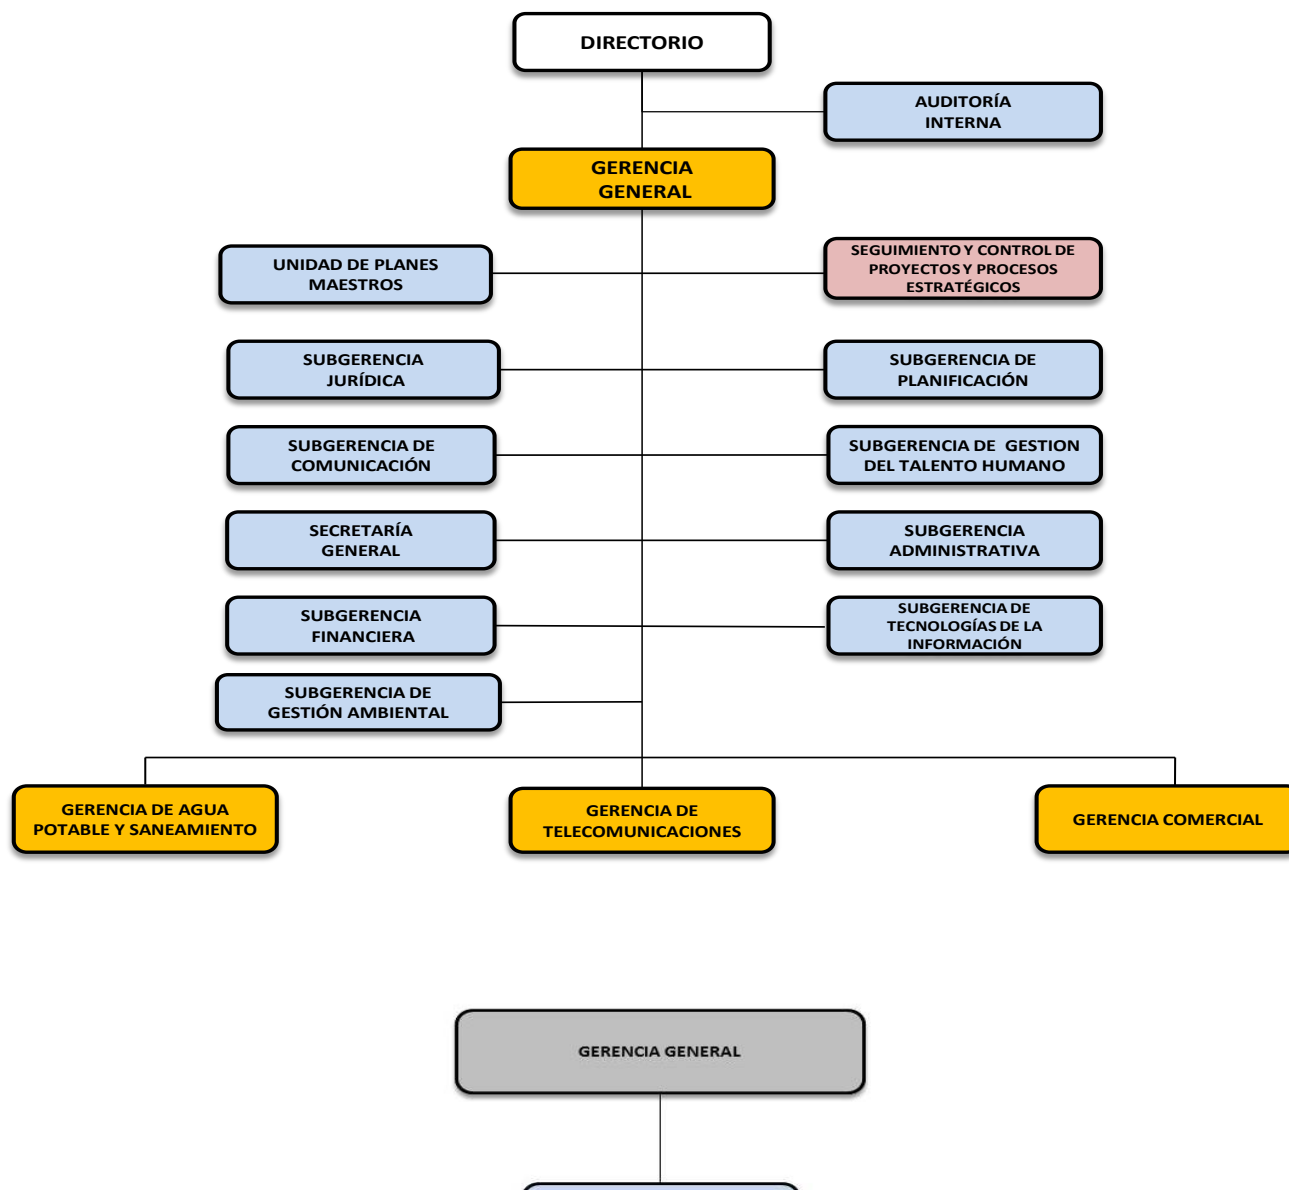 DIRECTORIO
AUDITORÍA
INTERNA
GERENCIA
GENERAL
UNIDAD DE PLANES
MAESTROS
SEGUIMIENTO Y CONTROL DE
PROYECTOS Y PROCESOS
ESTRATÉGICOS
SUBGERENCIA
JURÍDICA
SUBGERENCIA DE
PLANIFICACIÓN
SUBGERENCIA DE
COMUNICACIÓN
SUBGERENCIA DE GESTION
DEL TALENTO HUMANO
SECRETARÍA
GENERAL
SUBGERENCIA
ADMINISTRATIVA
SUBGERENCIA
FINANCIERA
SUBGERENCIA DE
TECNOLOGÍAS DE LA
INFORMACIÓN
SUBGERENCIA DE
GESTIÓN AMBIENTAL
GERENCIA DE AGUA
POTABLE Y SANEAMIENTO
GERENCIA DE
TELECOMUNICACIONES
GERENCIA COMERCIAL
GERENCIA GENERAL